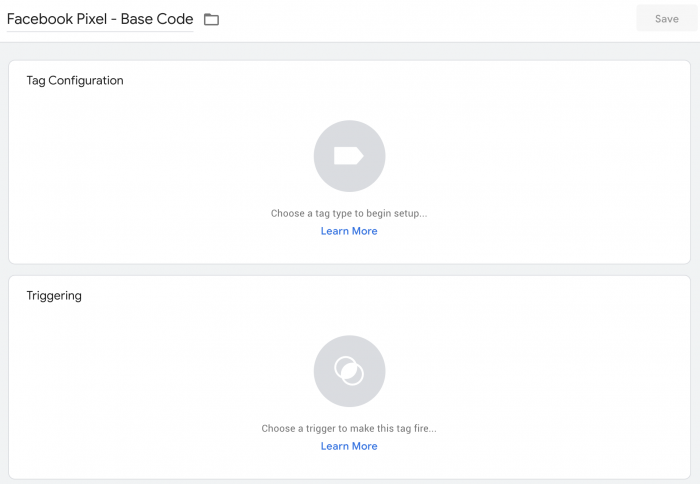 Facebook Pixel - Base Code
Save
Tag Configuration
Choose a tag type to begin setup...
Learn More
Triggering
Choose a trigger to make this tag fire...
Learn More